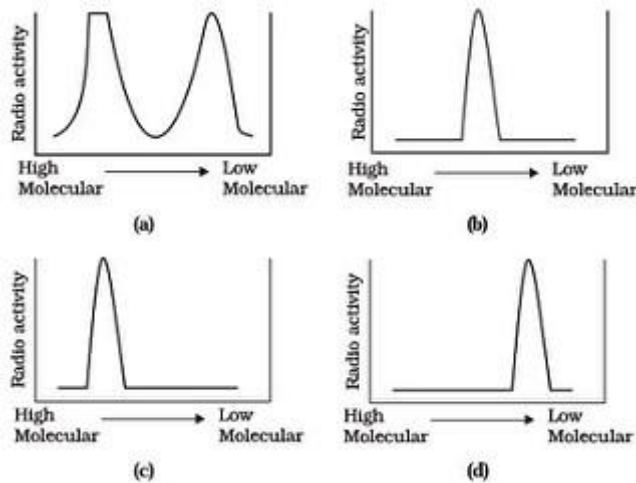 Radio activity
High Molecular
Low Molecular
(a)
Radio activity
High Molecular
Low Molecular
(b)
Radio activity
High Molecular
Low Molecular
(c)
Radio activity
High Molecular
Low Molecular
(d)